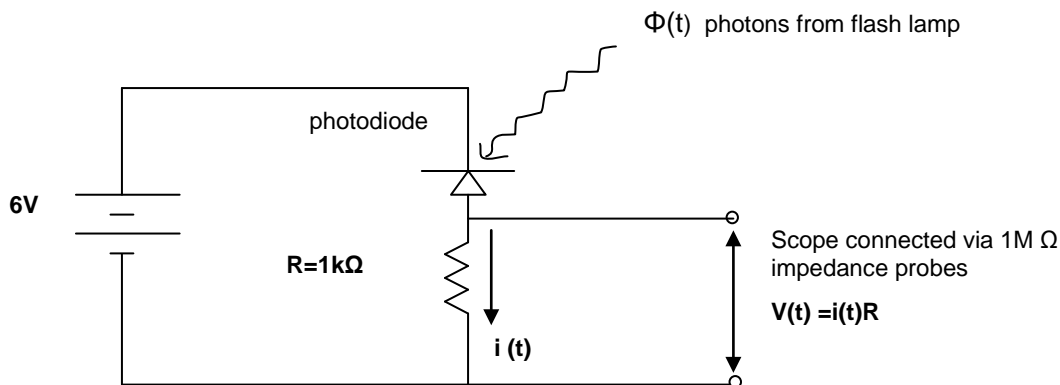 Φ(t) photons from flash lamp
photodiode
6V
R=1kΩ
Scope connected via 1M Ω
impedance probes
V(t) =i(t)R
i (t)